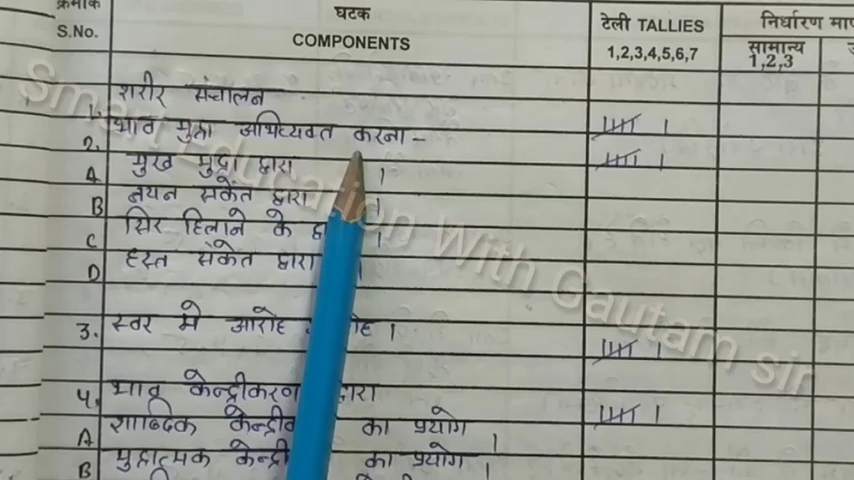 क्रमांक घटक टेली TALLIES निर्धारण
S.No. COMPONENTS 1,2,3,4,5,6,7 सामान्य
1,2,3
1. शरीर संचालन
2. भाव मुद्रा अभिव्यक्त करना -
A मुख मुद्रा द्वारा ।
B नयन संकेत द्वारा ।
C सिर हिलाने के ।
D हस्त संकेत द्वारा ।
3. स्वर मे आरोह ।
4. भाव केन्द्रीकरण द्वारा
A शाब्दिक का प्रयोग ।
B मुद्रात्मक का प्रयोग ।
Smart Education With Gautam sir